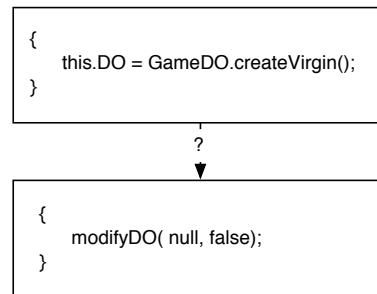 {
this.DO = GameDO.createVirgin();
}
?
{
modifyDO( null, false);
}